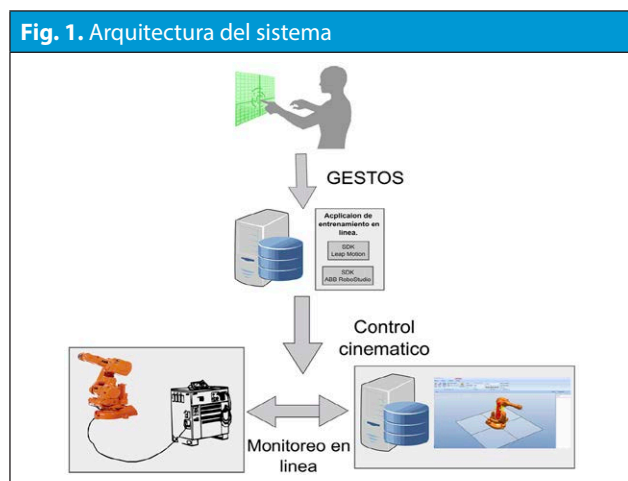 Fig. 1. Arquitectura del sistema
GESTOS
Acplicaion de
entrenamiento en
linea.
SDK
Leap Motion
SDK
ABB RoboStudio
Control
cinematico
Monitoreo en
linea